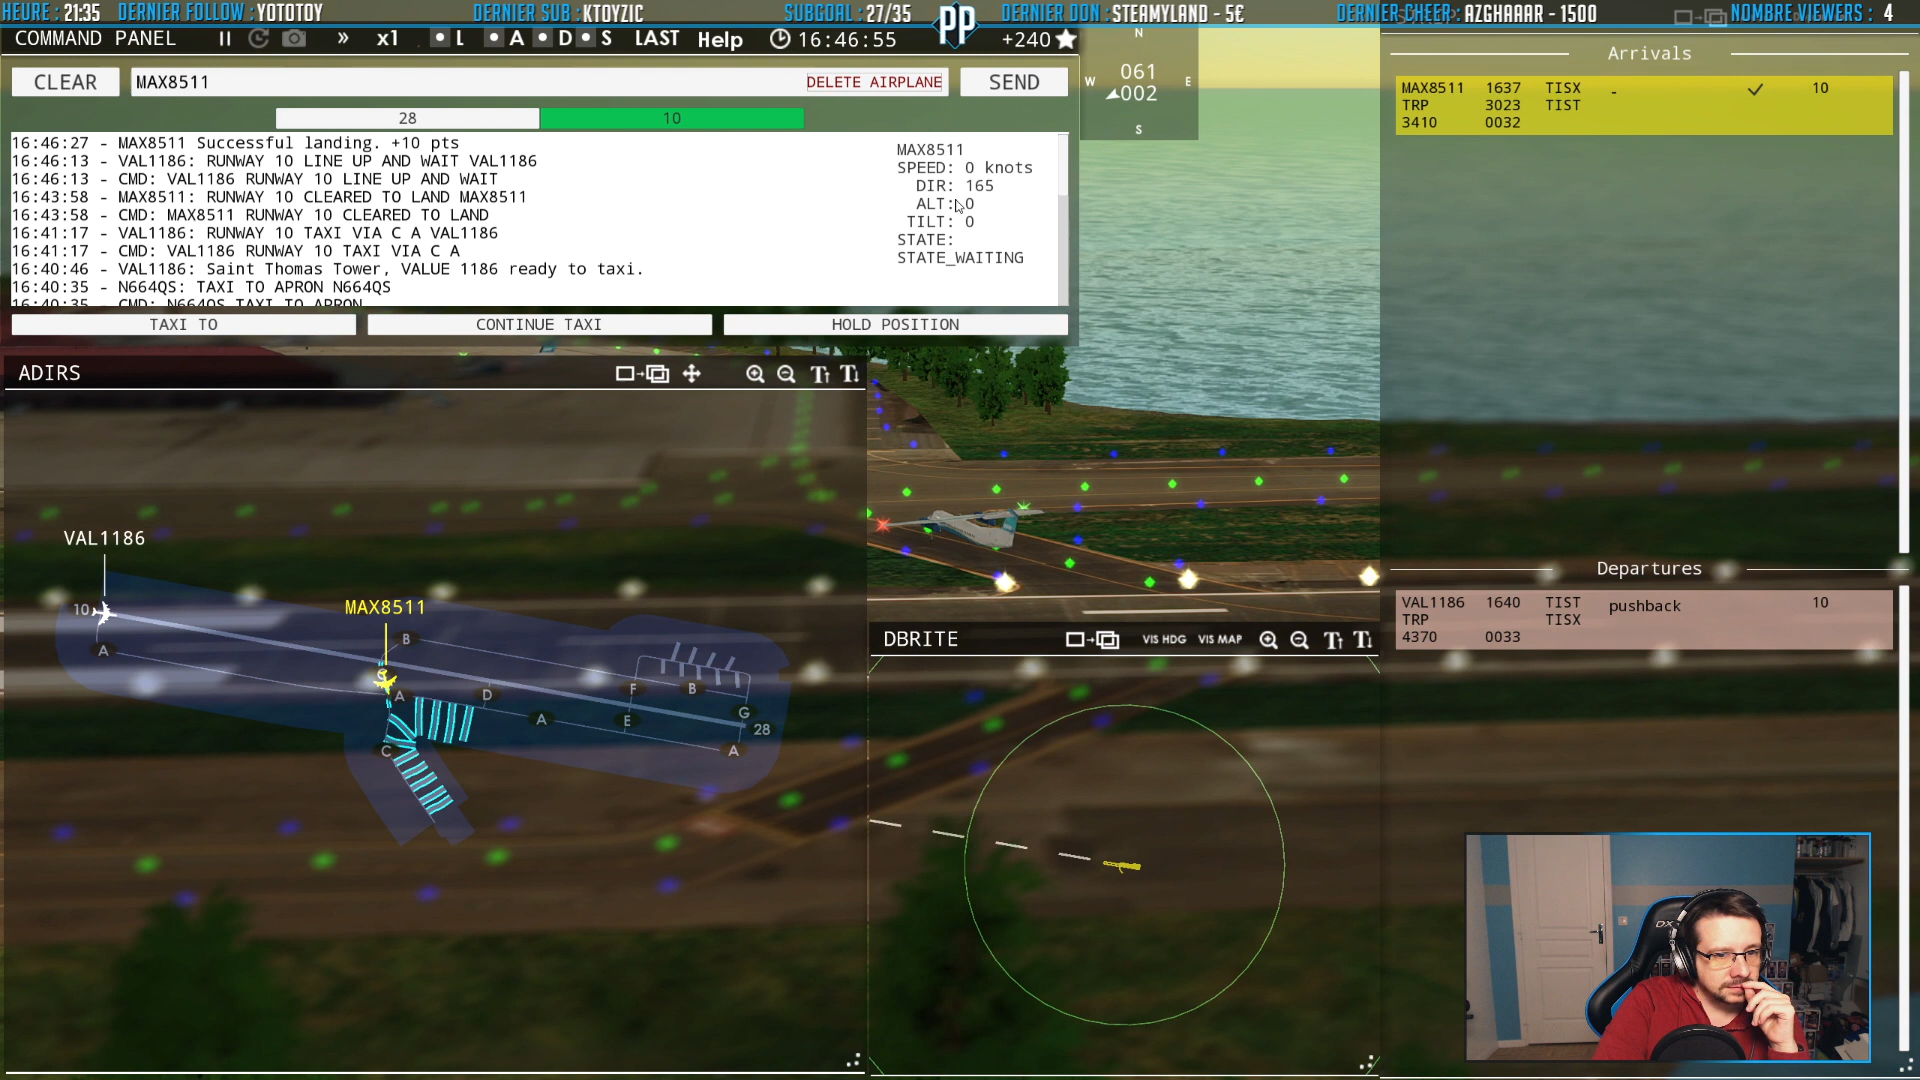 HEURE : 21:35 DERNIER FOLLOW : YOTOTOY DERNIER SUB : KTOYZIC SUBGOAL : 27/35 PP DERNIER DON : STEAMYLAND - 5€ DERNIER CHEER : AZGHAAAR - 1500 NOMBRE VIEWERS : 4
COMMAND PANEL x1 L A D S LAST Help 16:46:55 +240
CLEAR MAX8511 DELETE AIRPLANE SEND
28 10
16:46:27 - MAX8511 Successful landing. +10 pts
16:46:13 - VAL1186: RUNWAY 10 LINE UP AND WAIT VAL1186
16:46:13 - CMD: VAL1186 RUNWAY 10 LINE UP AND WAIT
16:43:58 - MAX8511: RUNWAY 10 CLEARED TO LAND MAX8511
16:43:58 - CMD: MAX8511 RUNWAY 10 CLEARED TO LAND
16:41:17 - VAL1186: RUNWAY 10 TAXI VIA C A VAL1186
16:41:17 - CMD: VAL1186 RUNWAY 10 TAXI VIA C A
16:40:46 - VAL1186: Saint Thomas Tower, VALUE 1186 ready to taxi.
16:40:35 - N664QS: TAXI TO APRON N664QS
16:40:35 - CMD: N664QS TAXI TO APRON
MAX8511
SPEED: 0 knots
DIR: 165
ALT: 0
TILT: 0
STATE:
STATE_WAITING
TAXI TO CONTINUE TAXI HOLD POSITION
N
W 061 E
002
S
ADIRS
VAL1186
10
A
MAX8511
B
A
D
A
F
E
B
G
28
A
C
DBRITE VIS HDG VIS MAP
Arrivals
MAX8511 1637 TISX - 10
TRP 3023 TIST
3410 0032
Departures
VAL1186 1640 TIST pushback 10
TRP TISX
4370 0033